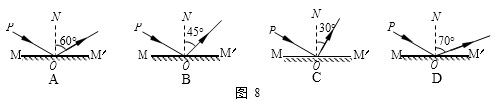 N N N N
P 60° P 45° P 30° P 70°
M O M′ M O M′ M O M′ M O M′
A B C D
图 8